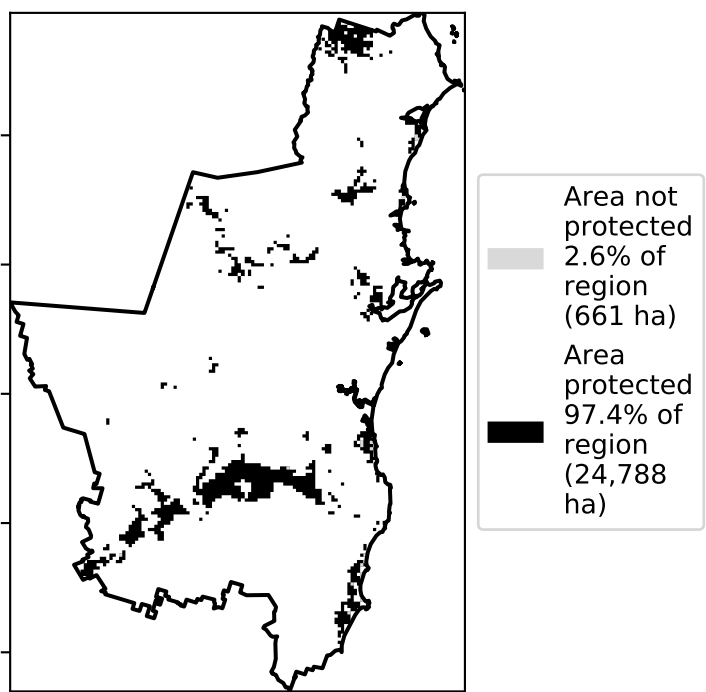 Area not
protected
2.6% of
region
(661 ha)
Area
protected
97.4% of
region
(24,788
ha)